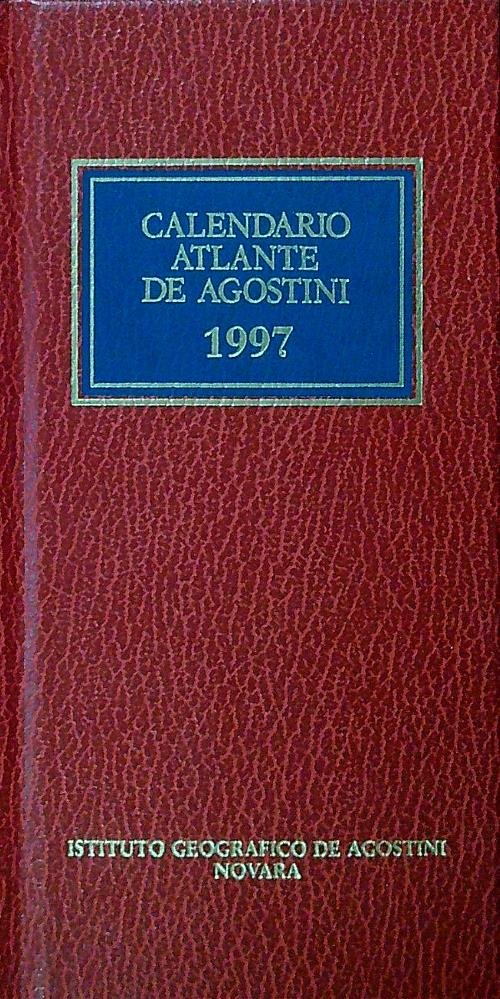 CALENDARIO
ATLANTE
DE AGOSTINI
1997
ISTITUTO GEOGRAFICO DE AGOSTINI
NOVARA